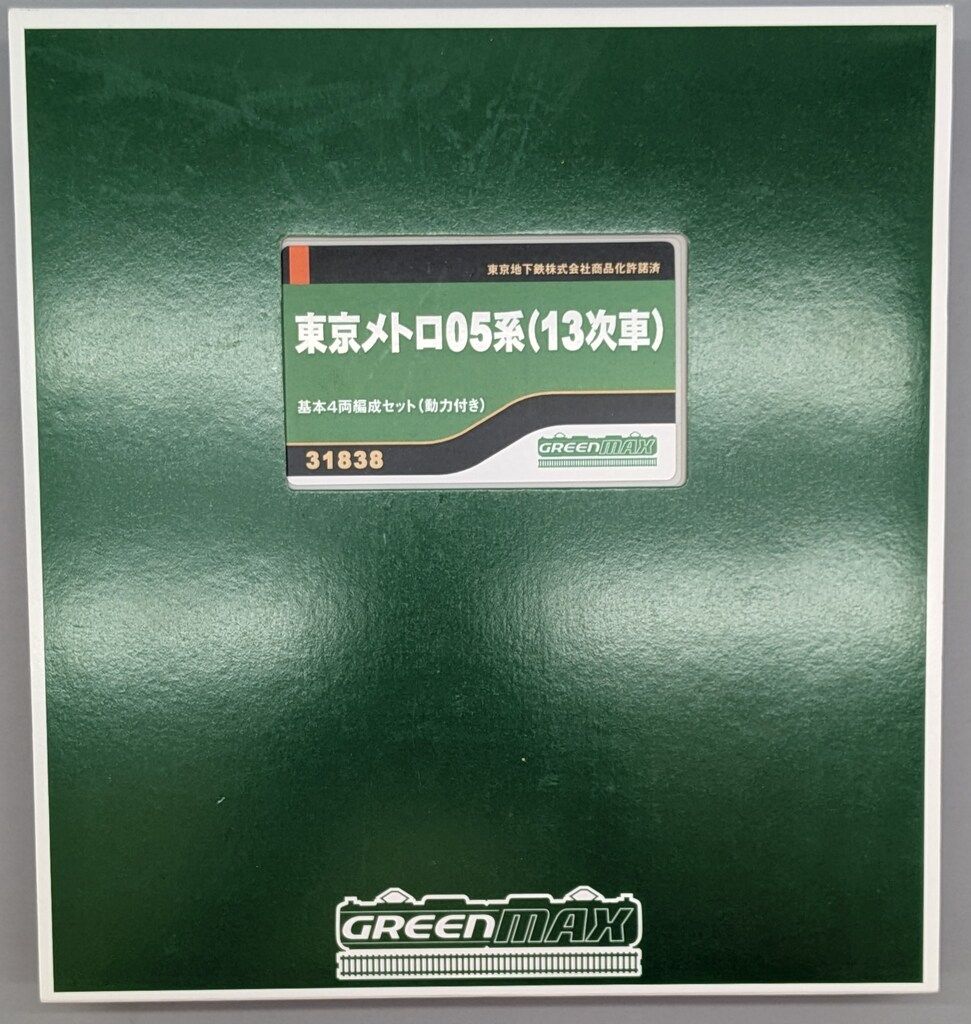 東京地下鉄株式会社商品化許諾済
東京メトロ05系(13次車)
基本4両編成セット(動力付き)
31838
GREENMAX
GREENMAX